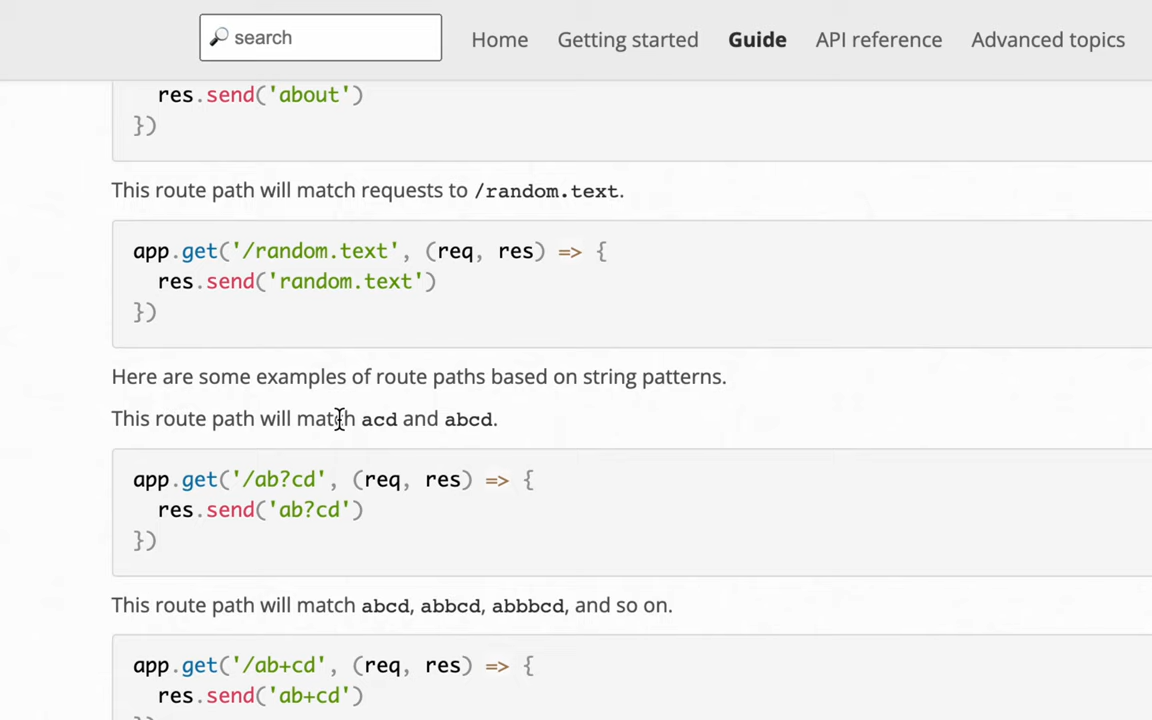 search
Home Getting started Guide API reference Advanced topics
res.send('about')
})
This route path will match requests to /random.text.
app.get('/random.text', (req, res) => {
res.send('random.text')
})
Here are some examples of route paths based on string patterns.
This route path will match acd and abcd.
app.get('/ab?cd', (req, res) => {
res.send('ab?cd')
})
This route path will match abcd, abbcd, abbbcd, and so on.
app.get('/ab+cd', (req, res) => {
res.send('ab+cd')
})